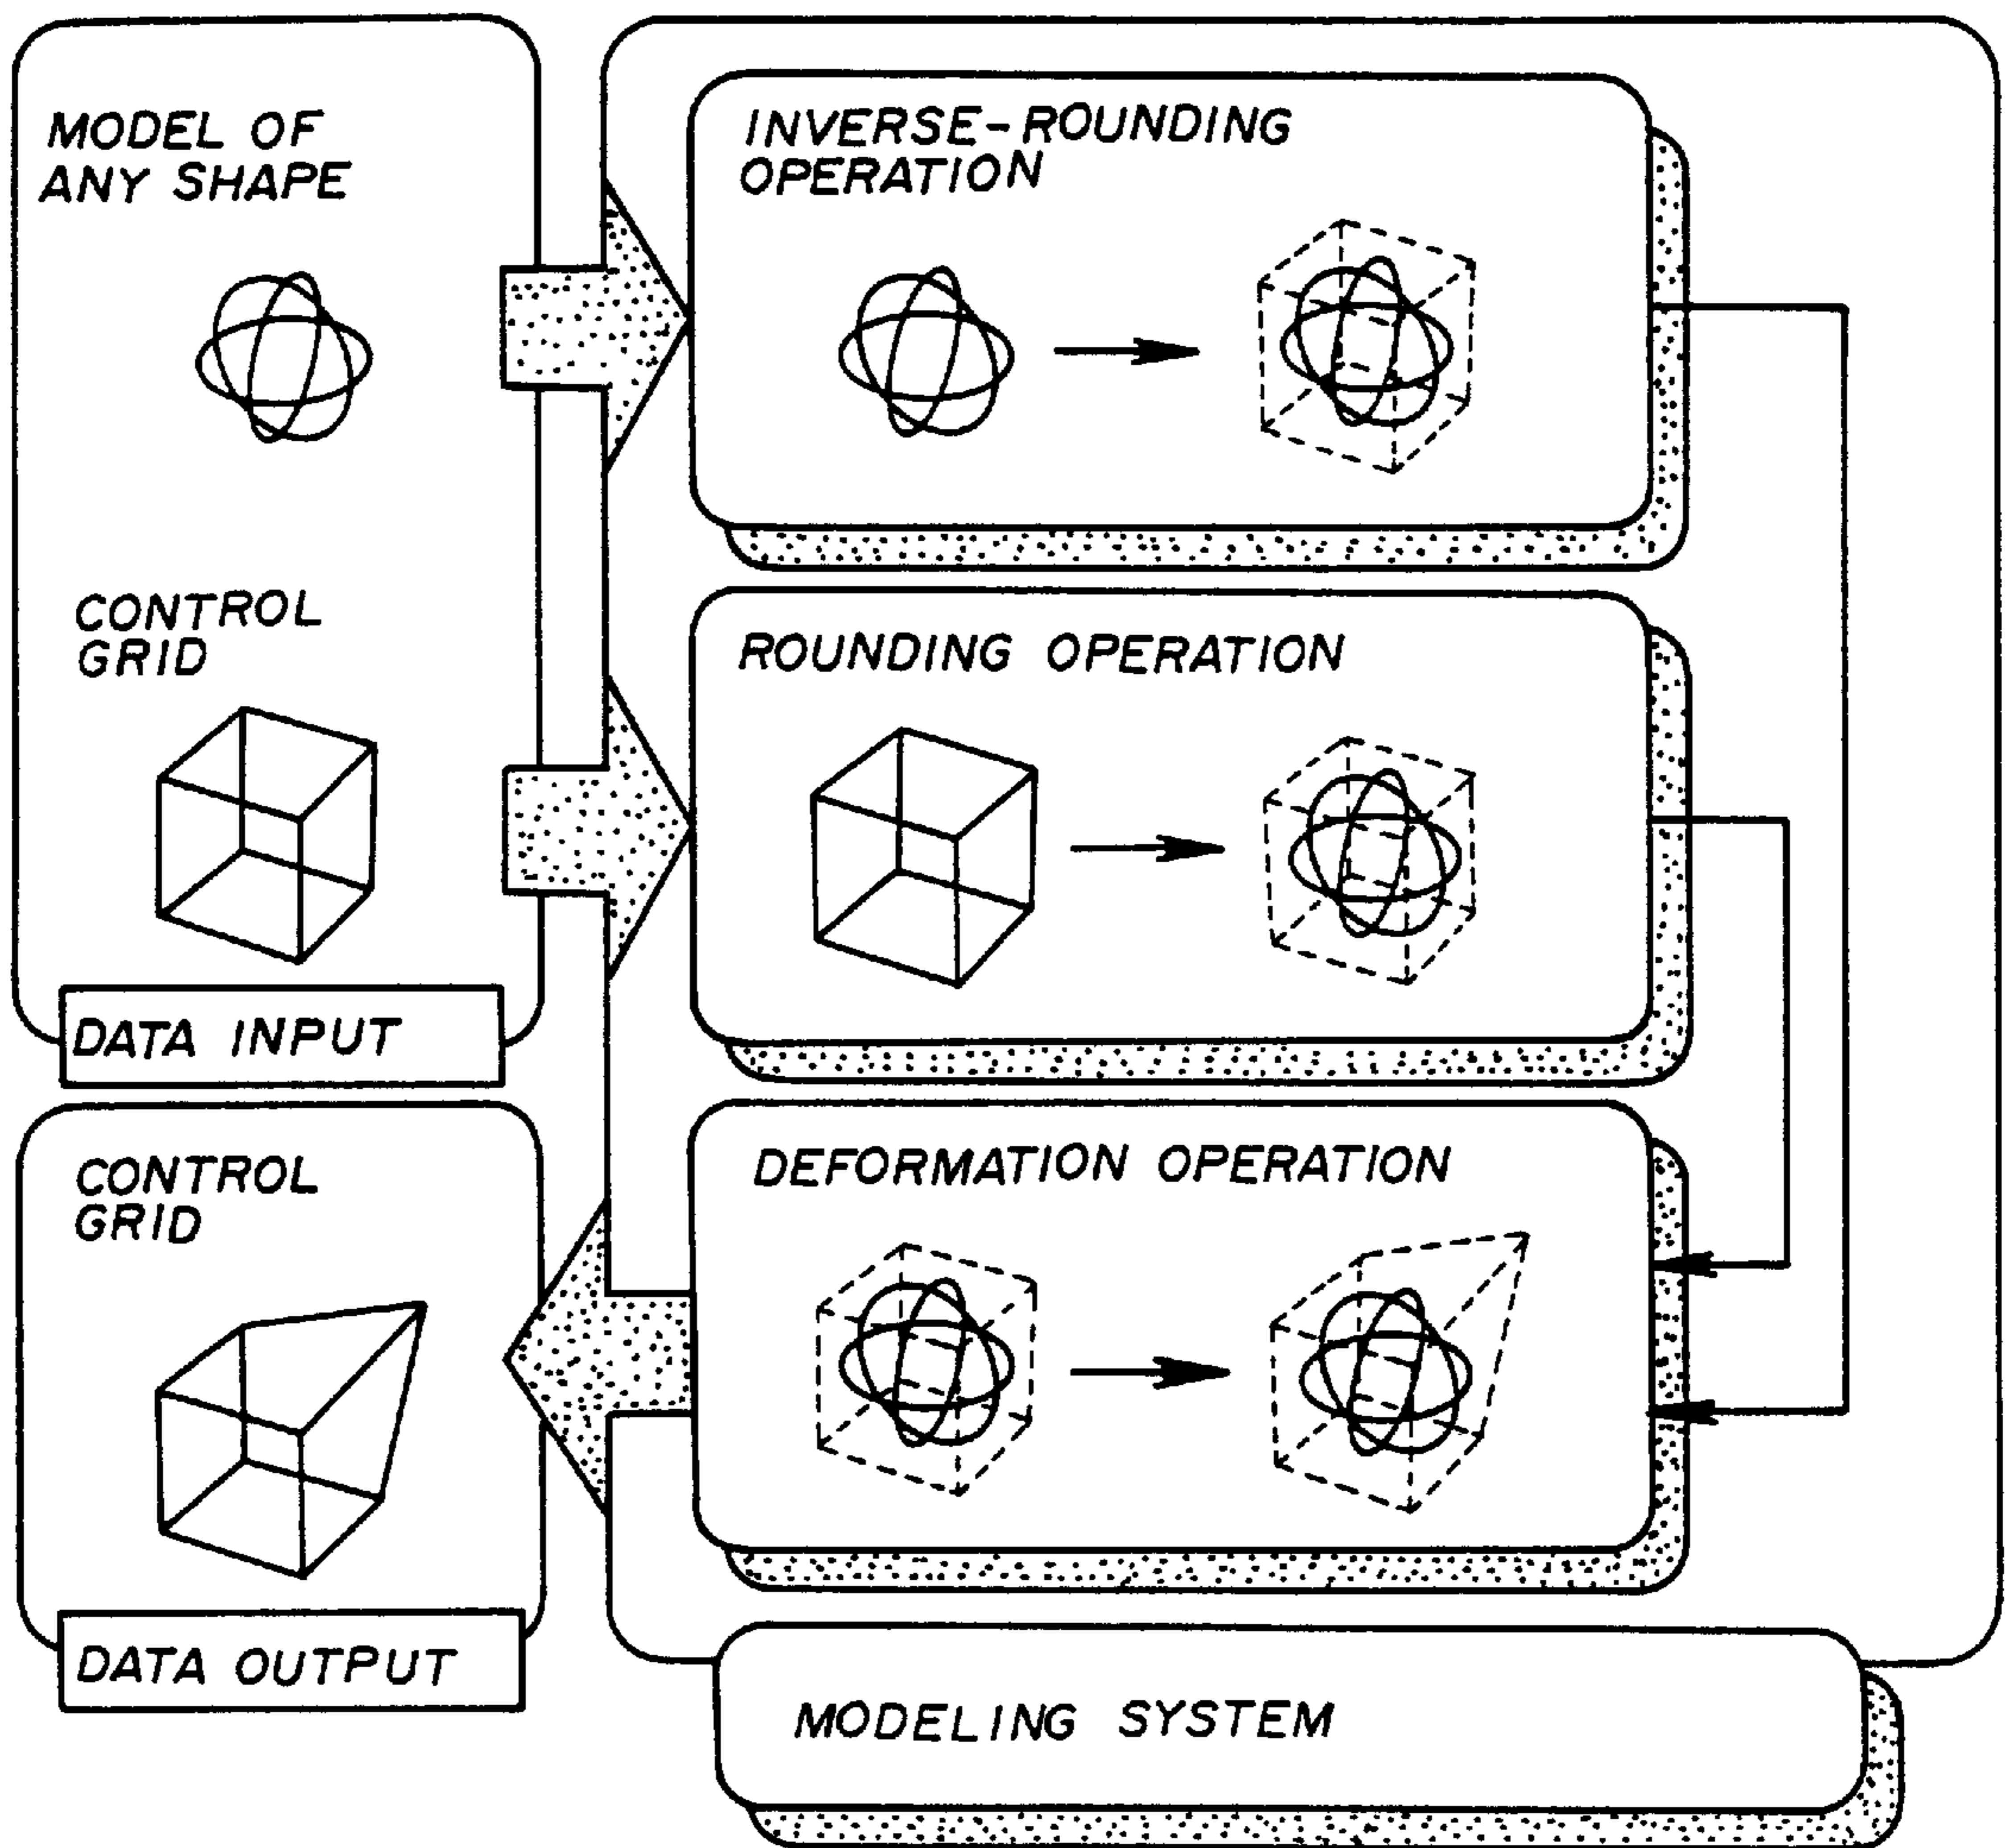 MODEL OF
ANY SHAPE
CONTROL
GRID
DATA INPUT
CONTROL
GRID
DATA OUTPUT
INVERSE-ROUNDING
OPERATION
ROUNDING OPERATION
DEFORMATION OPERATION
MODELING SYSTEM